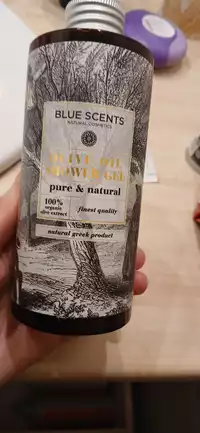 BLUE SCENTS
NATURAL COSMETICS
OLIVE OIL
SHOWER GEL
pure & natural
100%
organic
olive extract
finest quality
natural greek product